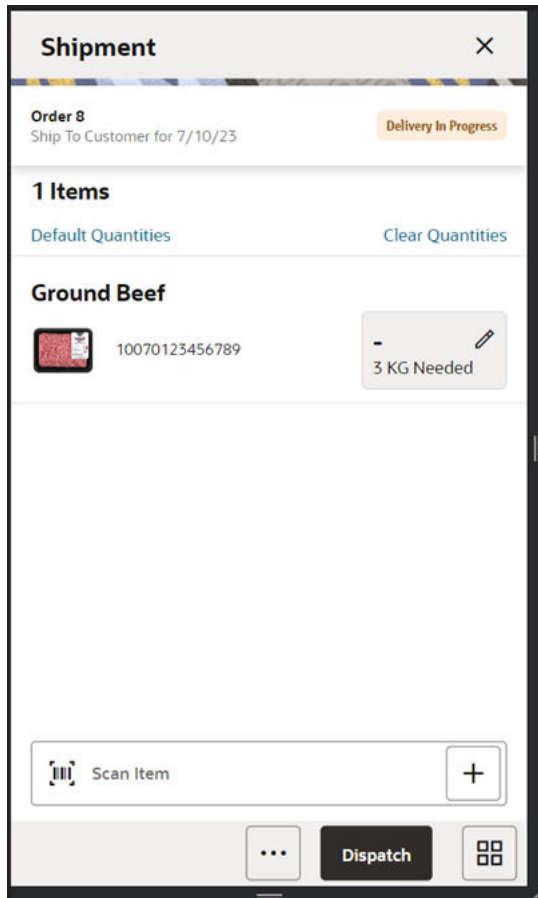 Shipment
Order 8
Ship To Customer for 7/10/23
Delivery In Progress
1 Items
Default Quantities
Clear Quantities
Ground Beef
10070123456789
-
3 KG Needed
Scan Item
Dispatch